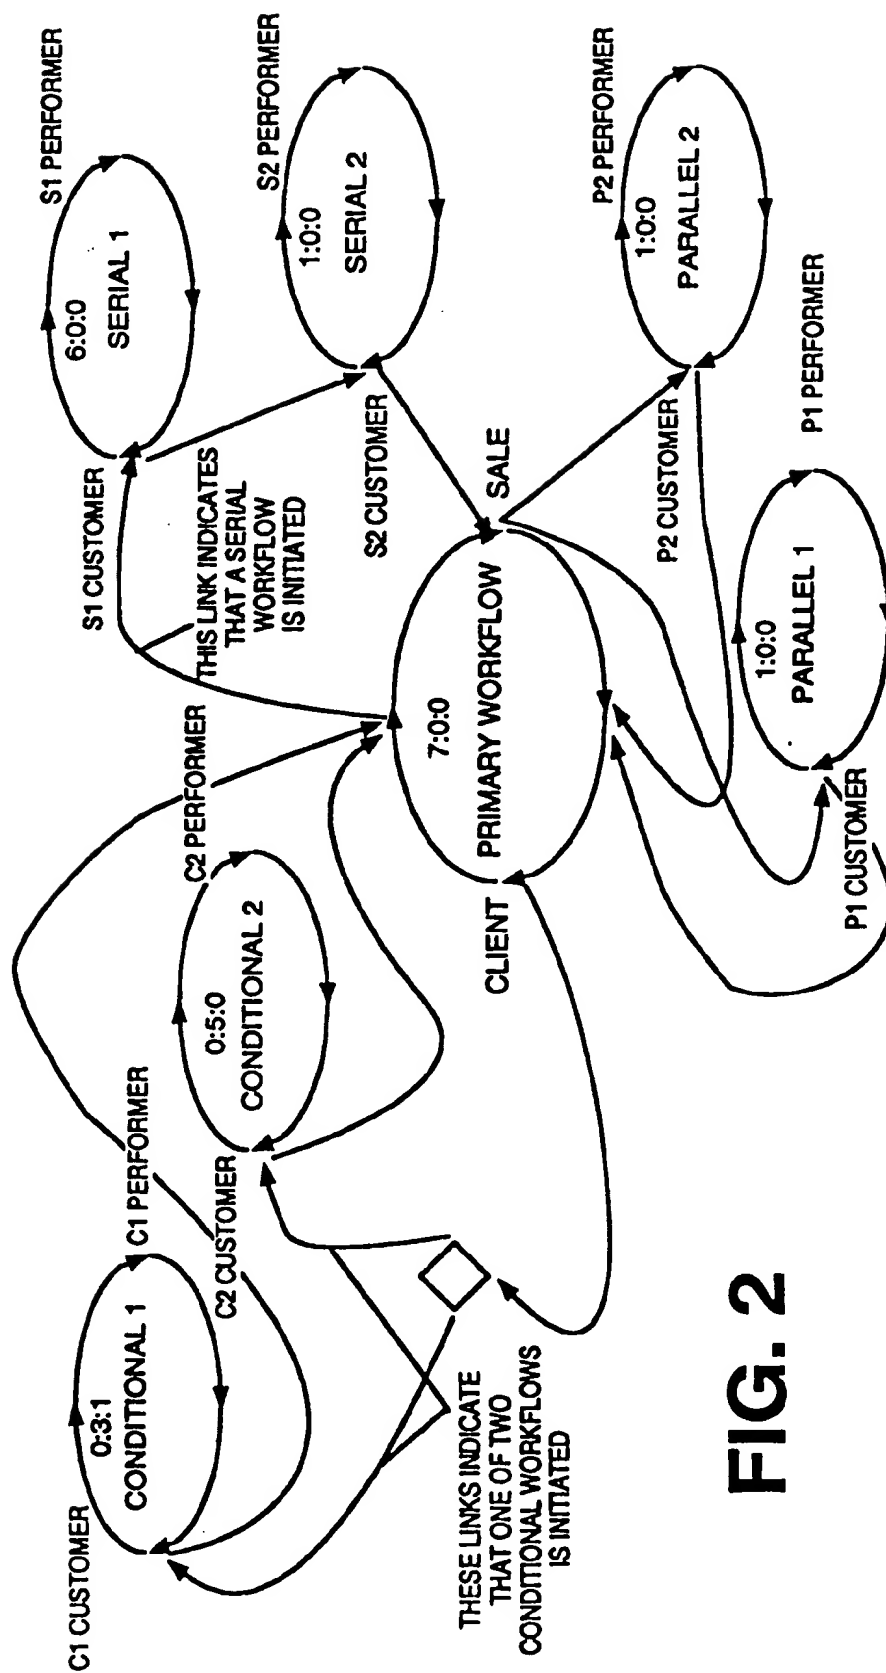 C1 CUSTOMER
0:3:1
CONDITIONAL 1
C1 PERFORMER
C2 CUSTOMER
0:5:0
CONDITIONAL 2
C2 PERFORMER
THESE LINKS INDICATE
THAT ONE OF TWO
CONDITIONAL WORKFLOWS
IS INITIATED
CLIENT
7:0:0
PRIMARY WORKFLOW
SALE
S1 CUSTOMER
6:0:0
SERIAL 1
S1 PERFORMER
THIS LINK INDICATES
THAT A SERIAL
WORKFLOW
IS INITIATED
S2 CUSTOMER
1:0:0
SERIAL 2
S2 PERFORMER
P2 CUSTOMER
1:0:0
PARALLEL 2
P2 PERFORMER
P1 CUSTOMER
1:0:0
PARALLEL 1
P1 PERFORMER
FIG. 2